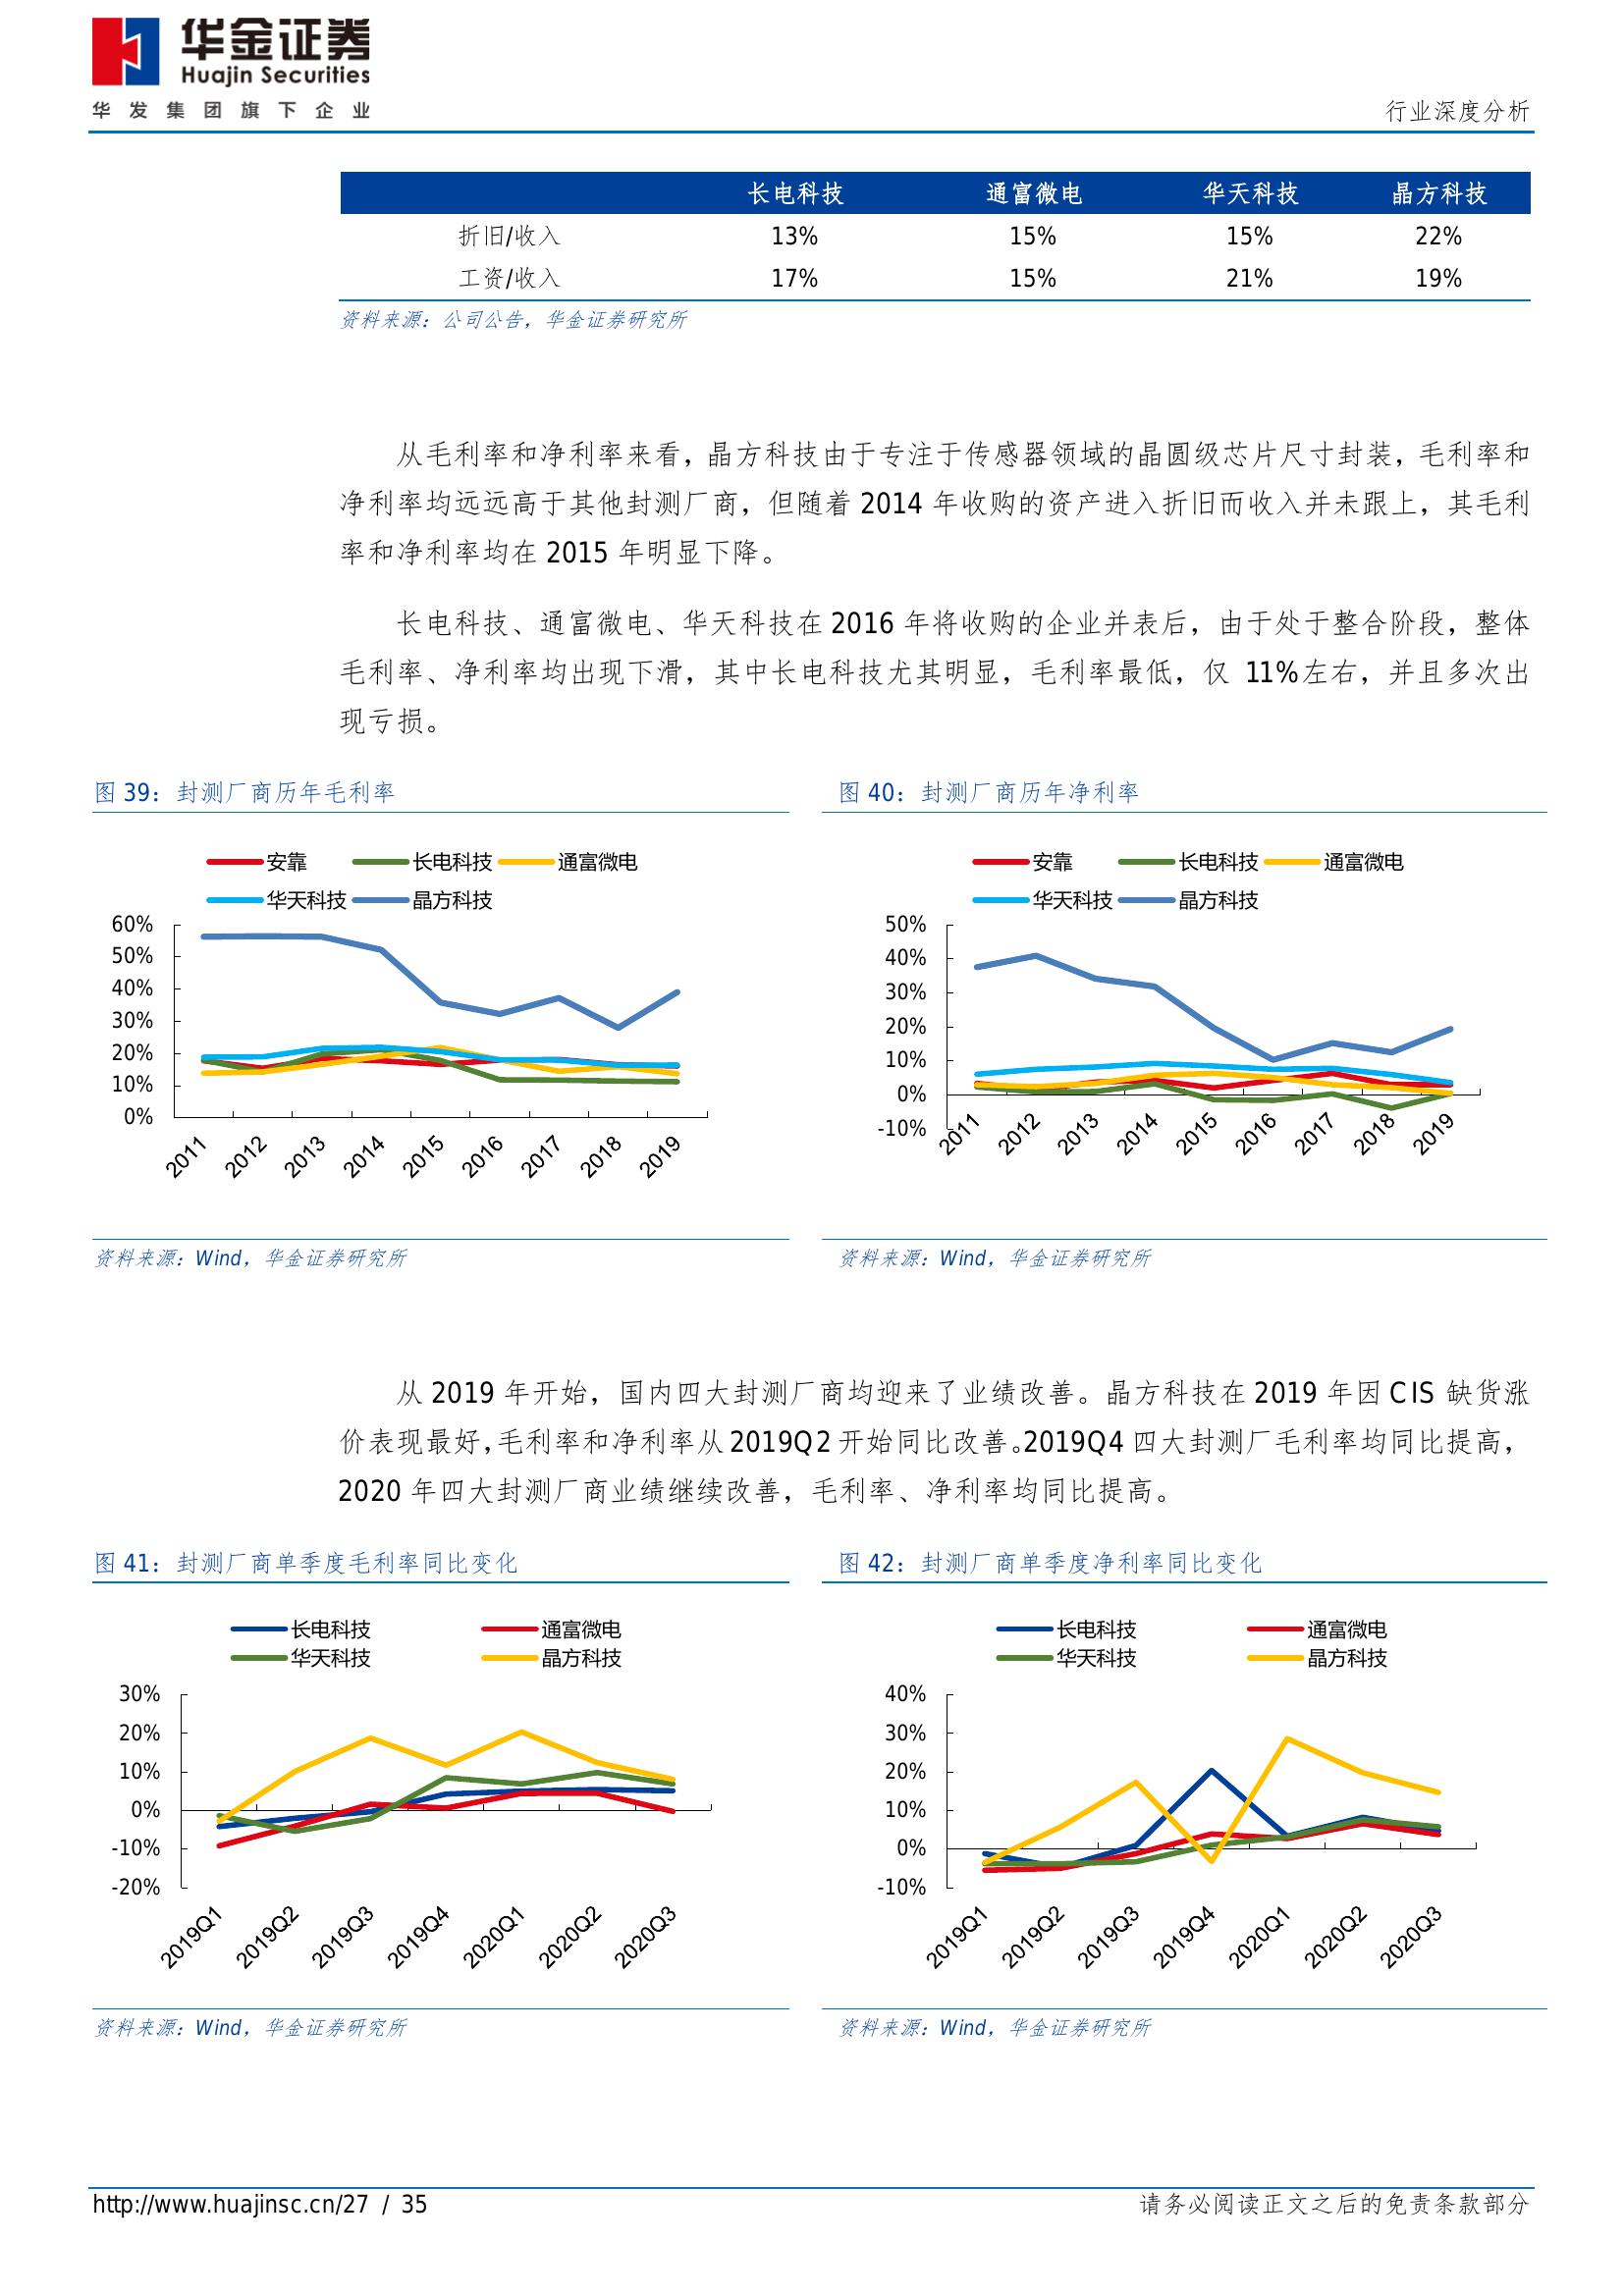 华金证券
Huajin Securities
华发集团旗下企业
行业深度分析
长电科技 通富微电 华天科技 晶方科技
折旧/收入 13% 15% 15% 22%
工资/收入 17% 15% 21% 19%
资料来源：公司公告，华金证券研究所
从毛利率和净利率来看，晶方科技由于专注于传感器领域的晶圆级芯片尺寸封装，毛利率和
净利率均远远高于其他封测厂商，但随着 2014 年收购的资产进入折旧而收入并未跟上，其毛利
率和净利率均在 2015 年明显下降。
长电科技、通富微电、华天科技在 2016 年将收购的企业并表后，由于处于整合阶段，整体
毛利率、净利率均出现下滑，其中长电科技尤其明显，毛利率最低，仅 11%左右，并且多次出
现亏损。
图 39：封测厂商历年毛利率
安靠 长电科技 通富微电
华天科技 晶方科技
60%
50%
40%
30%
20%
10%
0%
2011 2012 2013 2014 2015 2016 2017 2018 2019
资料来源：Wind，华金证券研究所
图 40：封测厂商历年净利率
安靠 长电科技 通富微电
华天科技 晶方科技
50%
40%
30%
20%
10%
0%
-10%
2011 2012 2013 2014 2015 2016 2017 2018 2019
资料来源：Wind，华金证券研究所
从 2019 年开始，国内四大封测厂商均迎来了业绩改善。晶方科技在 2019 年因 CIS 缺货涨
价表现最好，毛利率和净利率从 2019Q2 开始同比改善。2019Q4 四大封测厂毛利率均同比提高，
2020 年四大封测厂商业绩继续改善，毛利率、净利率均同比提高。
图 41：封测厂商单季度毛利率同比变化
长电科技 通富微电
华天科技 晶方科技
30%
20%
10%
0%
-10%
-20%
2019Q1 2019Q2 2019Q3 2019Q4 2020Q1 2020Q2 2020Q3
资料来源：Wind，华金证券研究所
图 42：封测厂商单季度净利率同比变化
长电科技 通富微电
华天科技 晶方科技
40%
30%
20%
10%
0%
-10%
2019Q1 2019Q2 2019Q3 2019Q4 2020Q1 2020Q2 2020Q3
资料来源：Wind，华金证券研究所
http://www.huajinsc.cn/27 / 35
请务必阅读正文之后的免责条款部分